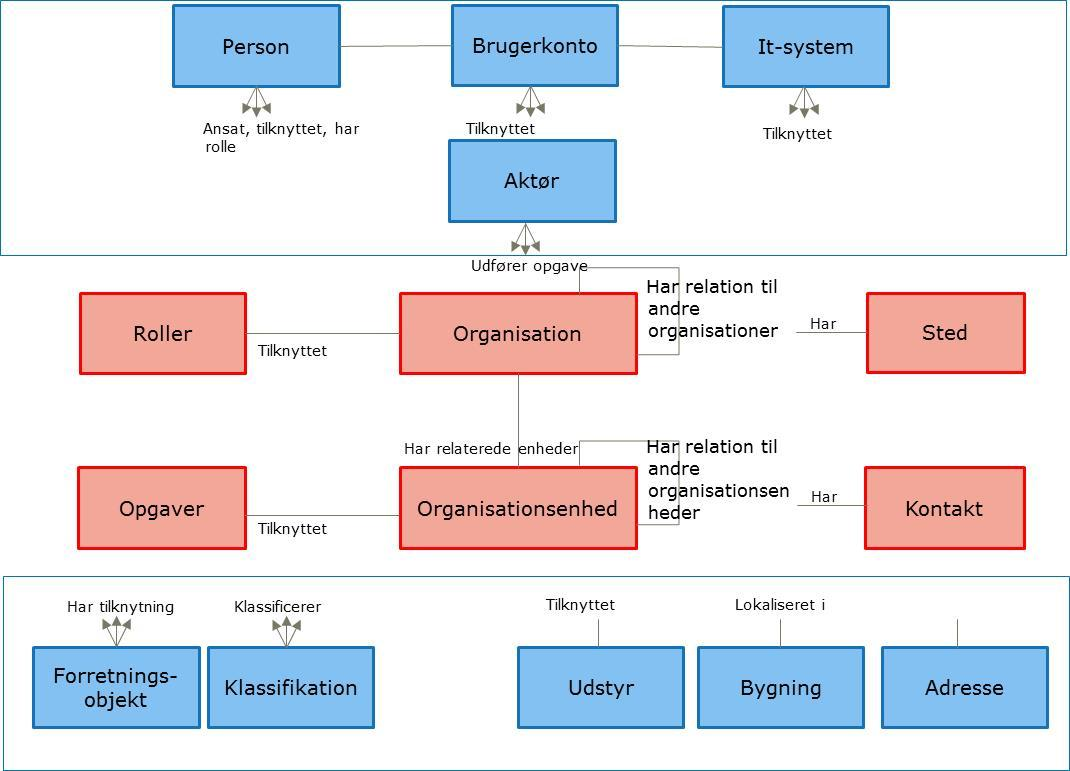 Person
Brugerkonto
It-system
Ansat, tilknyttet, har
rolle
Tilknyttet
Tilknyttet
Aktør
Udfører opgave
Har relation til
andre
organisationer
Roller
Tilknyttet
Organisation
Har
Sted
Har relaterede enheder
Har relation til
andre
organisationsen
heder
Opgaver
Tilknyttet
Organisationsenhed
Har
Kontakt
Har tilknytning
Klassificerer
Tilknyttet
Lokaliseret i
Forretnings-
objekt
Klassifikation
Udstyr
Bygning
Adresse